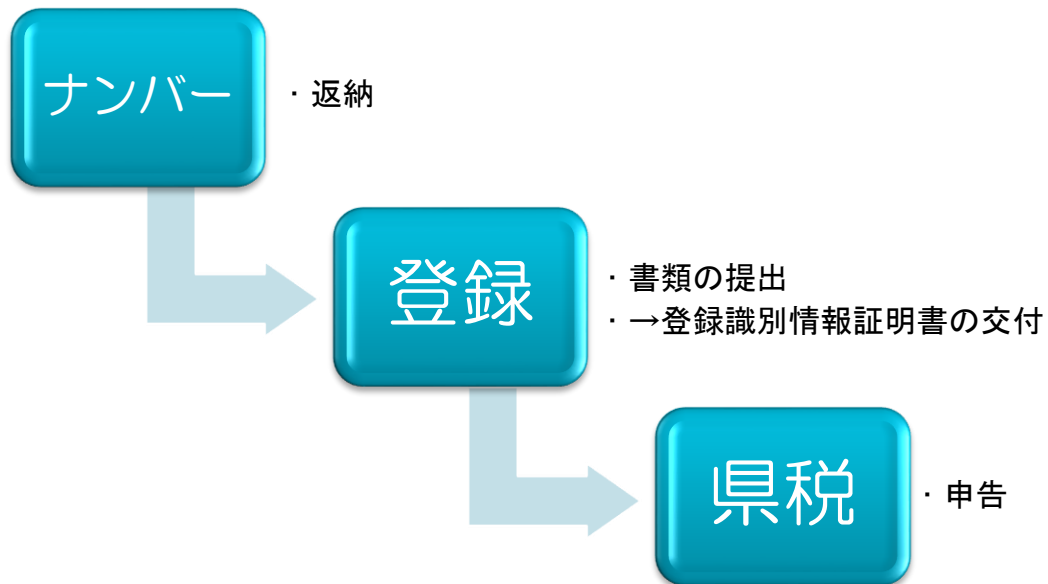 ナンバー
・返納
登録
・書類の提出
・→登録識別情報証明書の交付
県税
・申告